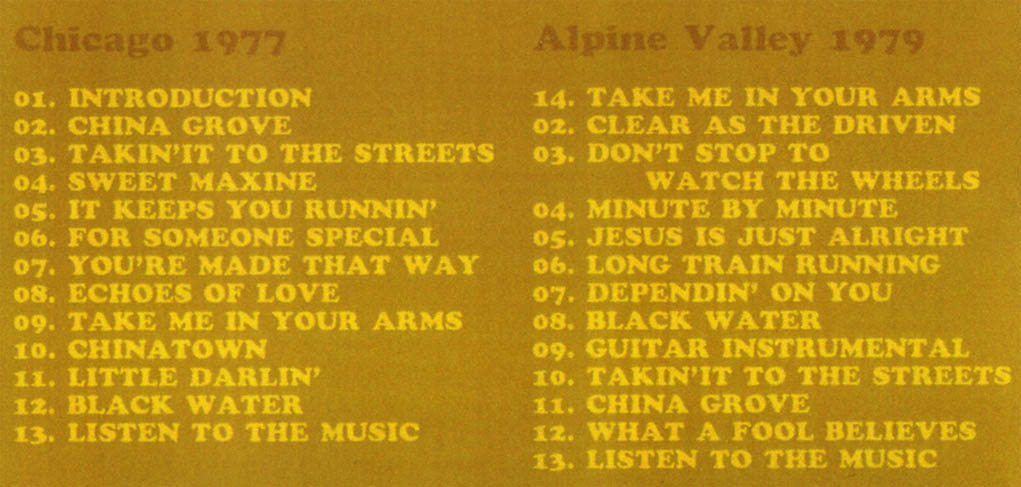 Chicago 1977
01. INTRODUCTION
02. CHINA GROVE
03. TAKIN'IT TO THE STREETS
04. SWEET MAXINE
05. IT KEEPS YOU RUNNIN'
06. FOR SOMEONE SPECIAL
07. YOU'RE MADE THAT WAY
08. ECHOES OF LOVE
09. TAKE ME IN YOUR ARMS
10. CHINATOWN
11. LITTLE DARLIN'
12. BLACK WATER
13. LISTEN TO THE MUSIC
Alpine Valley 1979
14. TAKE ME IN YOUR ARMS
02. CLEAR AS THE DRIVEN
03. DON'T STOP TO
WATCH THE WHEELS
04. MINUTE BY MINUTE
05. JESUS IS JUST ALRIGHT
06. LONG TRAIN RUNNING
07. DEPENDIN' ON YOU
08. BLACK WATER
09. GUITAR INSTRUMENTAL
10. TAKIN'IT TO THE STREETS
11. CHINA GROVE
12. WHAT A FOOL BELIEVES
13. LISTEN TO THE MUSIC